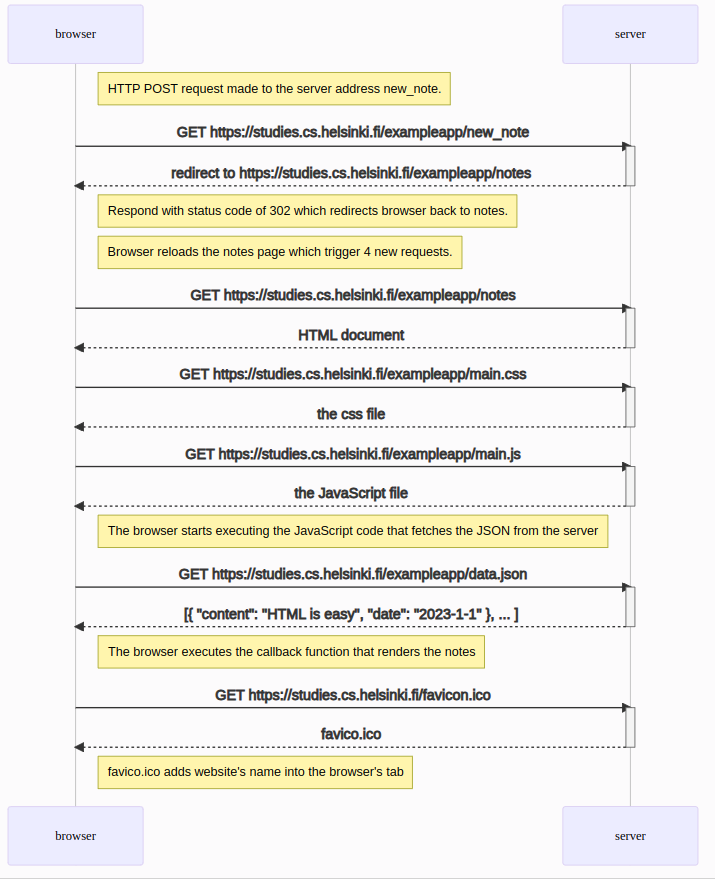 browser
server
HTTP POST request made to the server address new_note.
GET https://studies.cs.helsinki.fi/exampleapp/new_note
redirect to https://studies.cs.helsinki.fi/exampleapp/notes
Respond with status code of 302 which redirects browser back to notes.
Browser reloads the notes page which trigger 4 new requests.
GET https://studies.cs.helsinki.fi/exampleapp/notes
HTML document
GET https://studies.cs.helsinki.fi/exampleapp/main.css
the css file
GET https://studies.cs.helsinki.fi/exampleapp/main.js
the JavaScript file
The browser starts executing the JavaScript code that fetches the JSON from the server
GET https://studies.cs.helsinki.fi/exampleapp/data.json
[{ "content": "HTML is easy", "date": "2023-1-1" }, ... ]
The browser executes the callback function that renders the notes
GET https://studies.cs.helsinki.fi/favicon.ico
favico.ico
favico.ico adds website's name into the browser's tab
browser
server